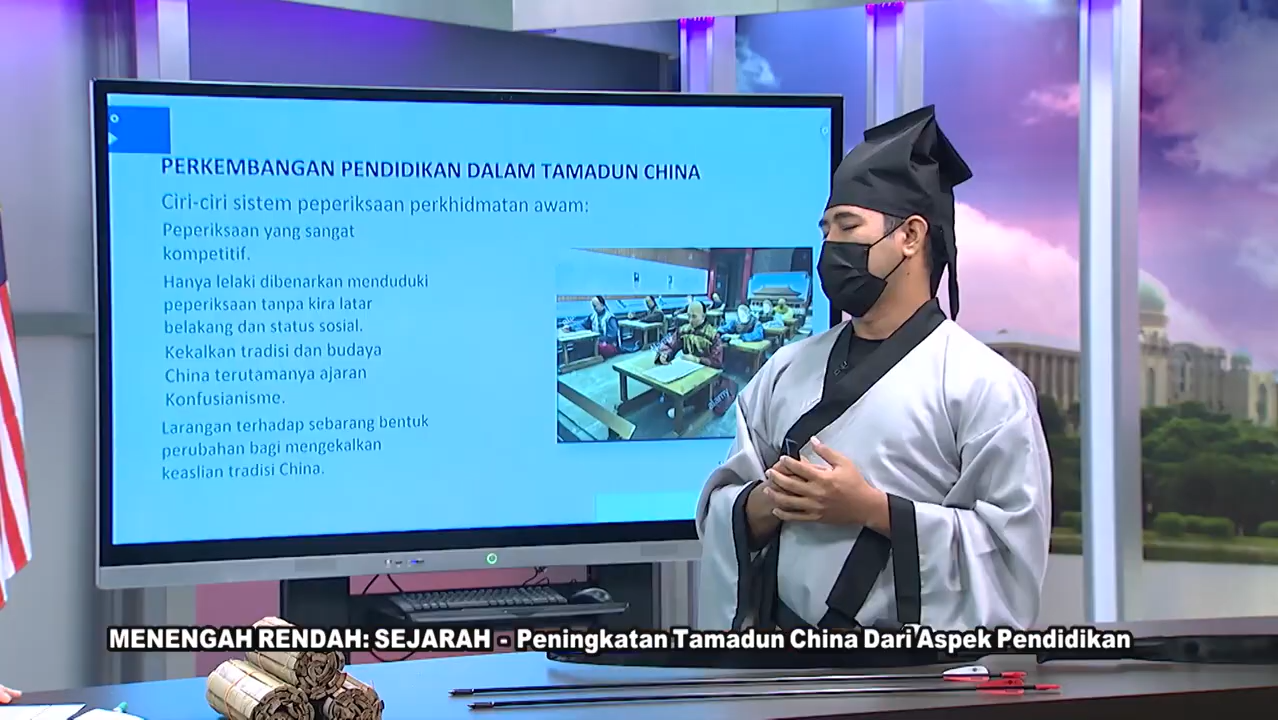 PERKEMBANGAN PENDIDIKAN DALAM TAMADUN CHINA
Ciri-ciri sistem peperiksaan perkhidmatan awam:
Peperiksaan yang sangat
kompetitif.
Hanya lelaki dibenarkan menduduki
peperiksaan tanpa kira latar
belakang dan status sosial.
Kekalkan tradisi dan budaya
China terutamanya ajaran
Konfusianisme.
Larangan terhadap sebarang bentuk
perubahan bagi mengekalkan
keaslian tradisi China.
alamy
MENENGAH RENDAH: SEJARAH - Peningkatan Tamadun China Dari Aspek Pendidikan